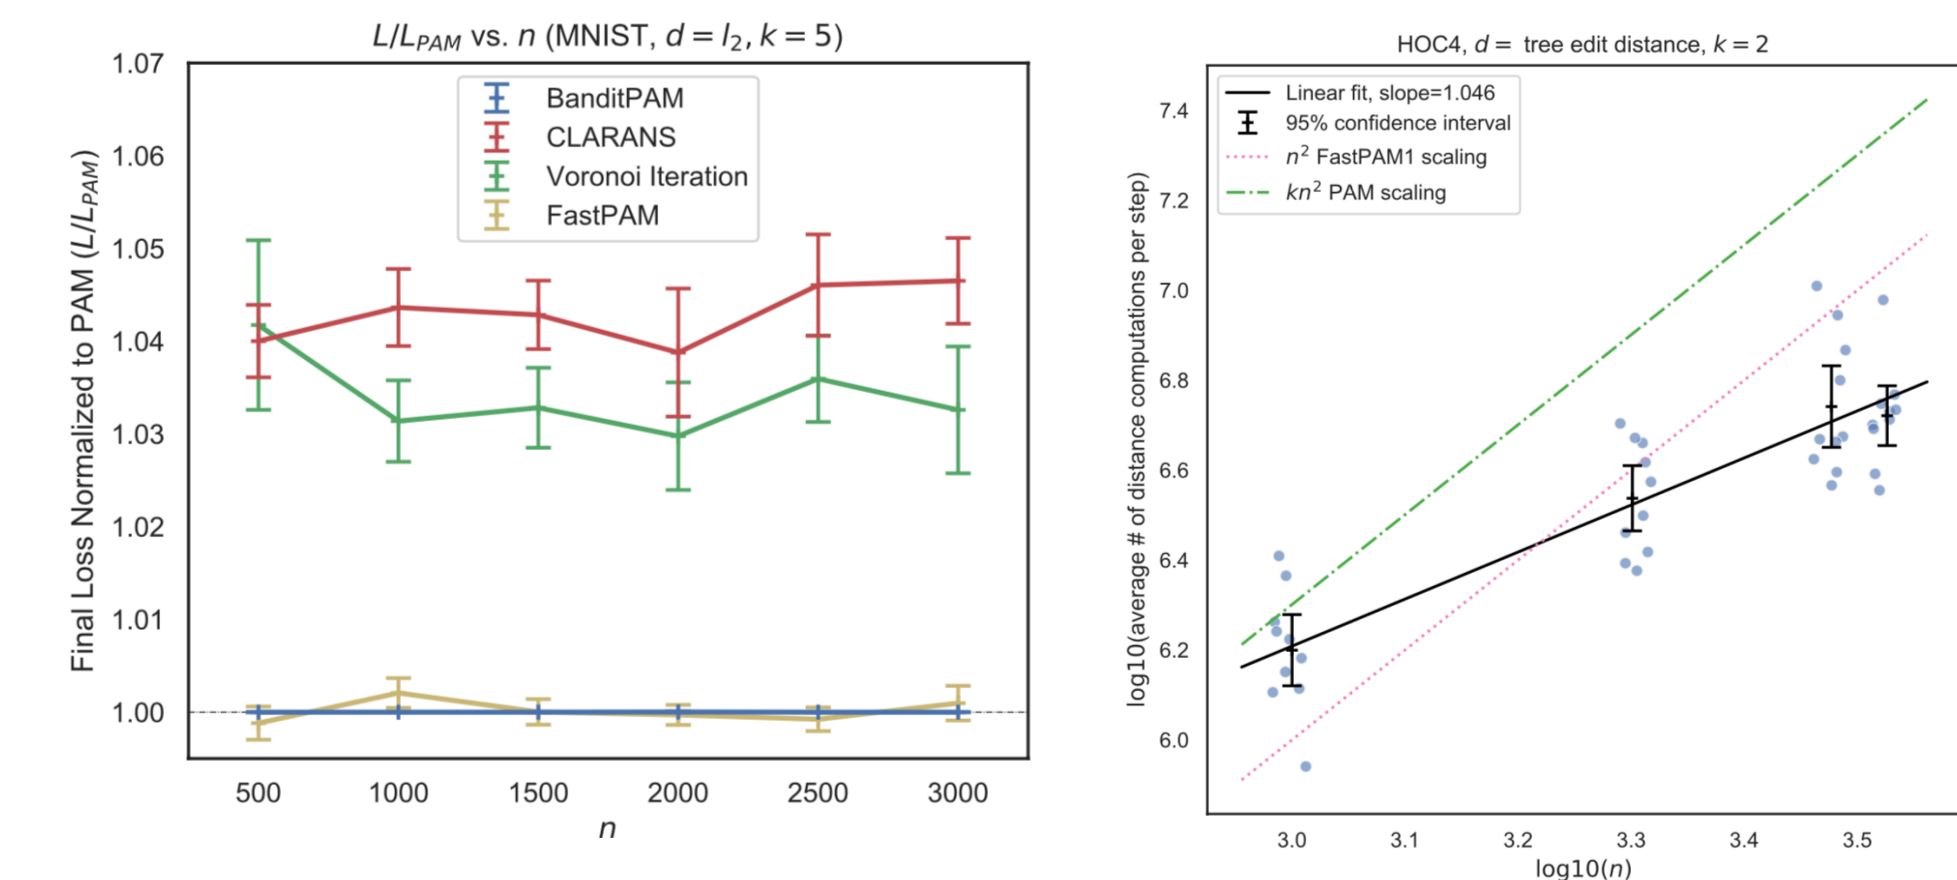 L/L_PAM vs. n (MNIST, d = l₂, k = 5)
Final Loss Normalized to PAM (L/L_PAM)
1.07
1.06
1.05
1.04
1.03
1.02
1.01
1.00
BanditPAM
CLARANS
Voronoi Iteration
FastPAM
500 1000 1500 2000 2500 3000
n
HOC4, d = tree edit distance, k = 2
log10(average # of distance computations per step)
7.4
7.2
7.0
6.8
6.6
6.4
6.2
6.0
Linear fit, slope=1.046
95% confidence interval
n² FastPAM1 scaling
kn² PAM scaling
3.0 3.1 3.2 3.3 3.4 3.5
log10(n)